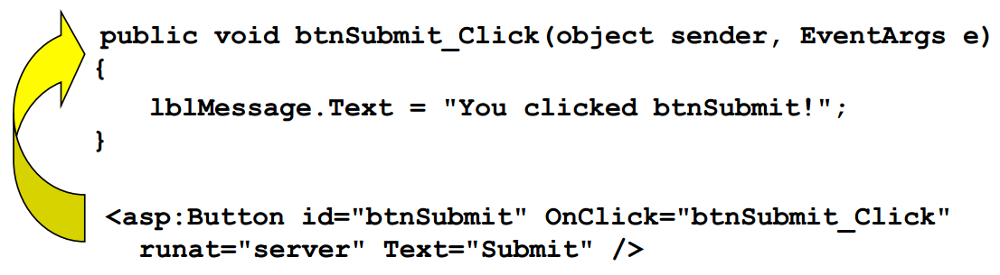 public void btnSubmit_Click(object sender, EventArgs e)
{
lblMessage.Text = "You clicked btnSubmit!";
}
<asp:Button id="btnSubmit" OnClick="btnSubmit_Click"
runat="server" Text="Submit" />